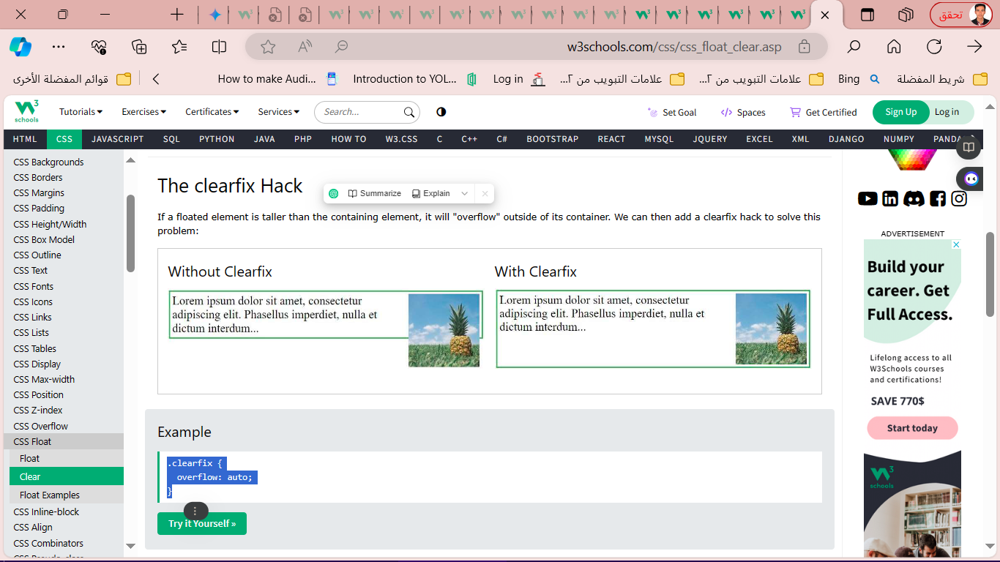 تحقق
w3schools.com/css/css_float_clear.asp
قوائم المفضلة الأخرى
How to make Audi...
Introduction to YOL...
Log in
علامات التبويب من ٢...
علامات التبويب من ٢...
Bing
شريط المفضلة
W3
schools
Tutorials
Exercises
Certificates
Services
Search...
Set Goal
Spaces
Get Certified
Sign Up
Log in
HTML CSS JAVASCRIPT SQL PYTHON JAVA PHP HOW TO W3.CSS C C++ C# BOOTSTRAP REACT MYSQL JQUERY EXCEL XML DJANGO NUMPY PANDA
CSS Backgrounds
CSS Borders
CSS Margins
CSS Padding
CSS Height/Width
CSS Box Model
CSS Outline
CSS Text
CSS Fonts
CSS Icons
CSS Links
CSS Lists
CSS Tables
CSS Display
CSS Max-width
CSS Position
CSS Z-index
CSS Overflow
CSS Float
Float
Clear
Float Examples
CSS Inline-block
CSS Align
CSS Combinators
The clearfix Hack
Summarize
Explain
If a floated element is taller than the containing element, it will "overflow" outside of its container. We can then add a clearfix hack to solve this
problem:
Without Clearfix
Lorem ipsum dolor sit amet, consectetur
adipiscing elit. Phasellus imperdiet, nulla et
dictum interdum...
With Clearfix
Lorem ipsum dolor sit amet, consectetur
adipiscing elit. Phasellus imperdiet, nulla et
dictum interdum...
Example
.clearfix {
overflow: auto;
}
Try it Yourself »
ADVERTISEMENT
Build your
career. Get
Full Access.
Lifelong access to all
W3Schools courses
and certifications!
SAVE 770$
Start today
W3
schools